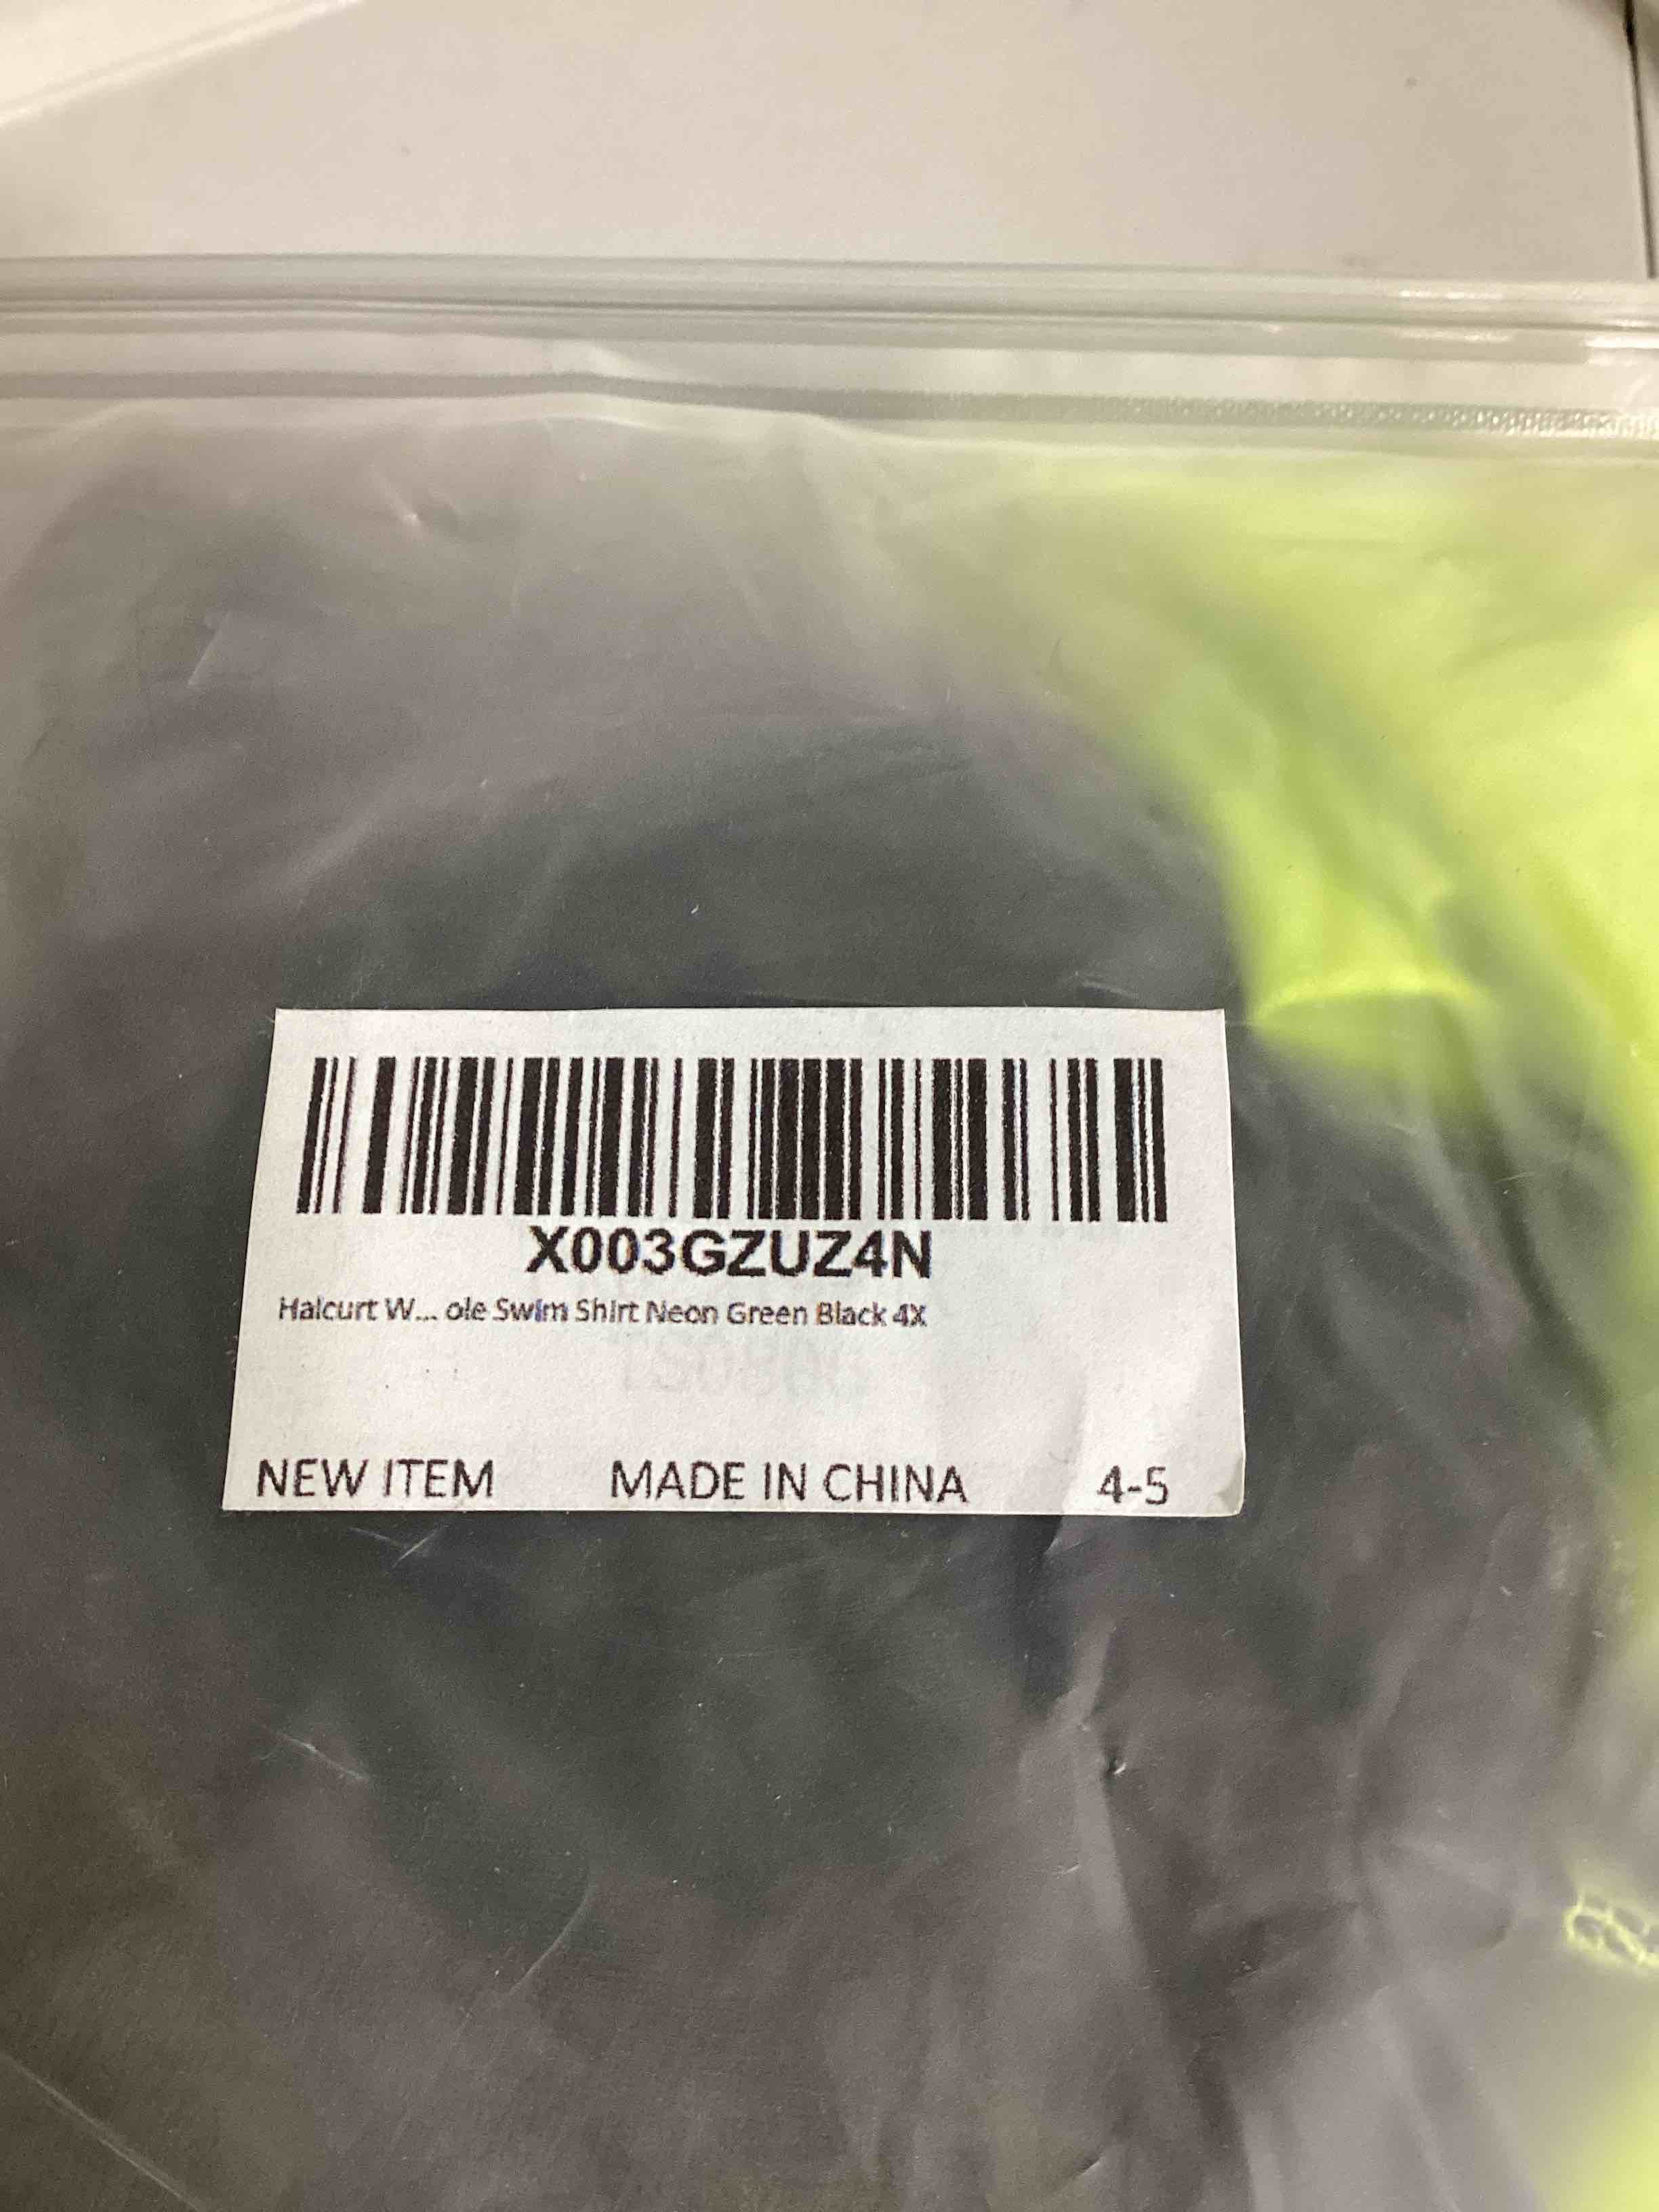 X003GZUZ4N
Halcurt W... ole Swim Shirt Neon Green Black 4X
NEW ITEM MADE IN CHINA 4-5